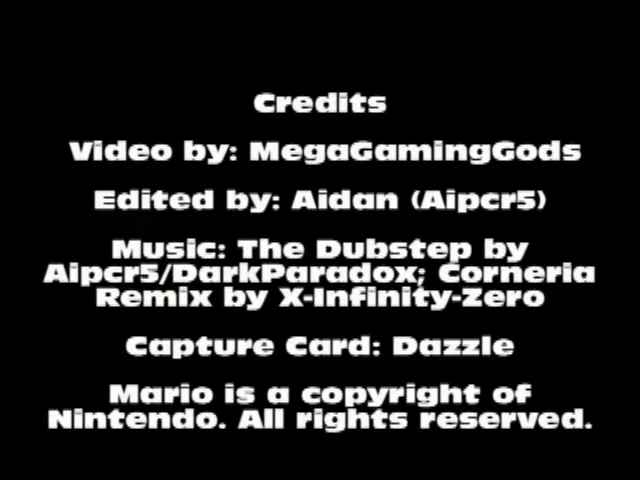 Credits
Video by: MegaGamingGods
Edited by: Aidan (Aipcr5)
Music: The Dubstep by
Aipcr5/DarkParadox; Corneria
Remix by X-Infinity-Zero
Capture Card: Dazzle
Mario is a copyright of
Nintendo. All rights reserved.